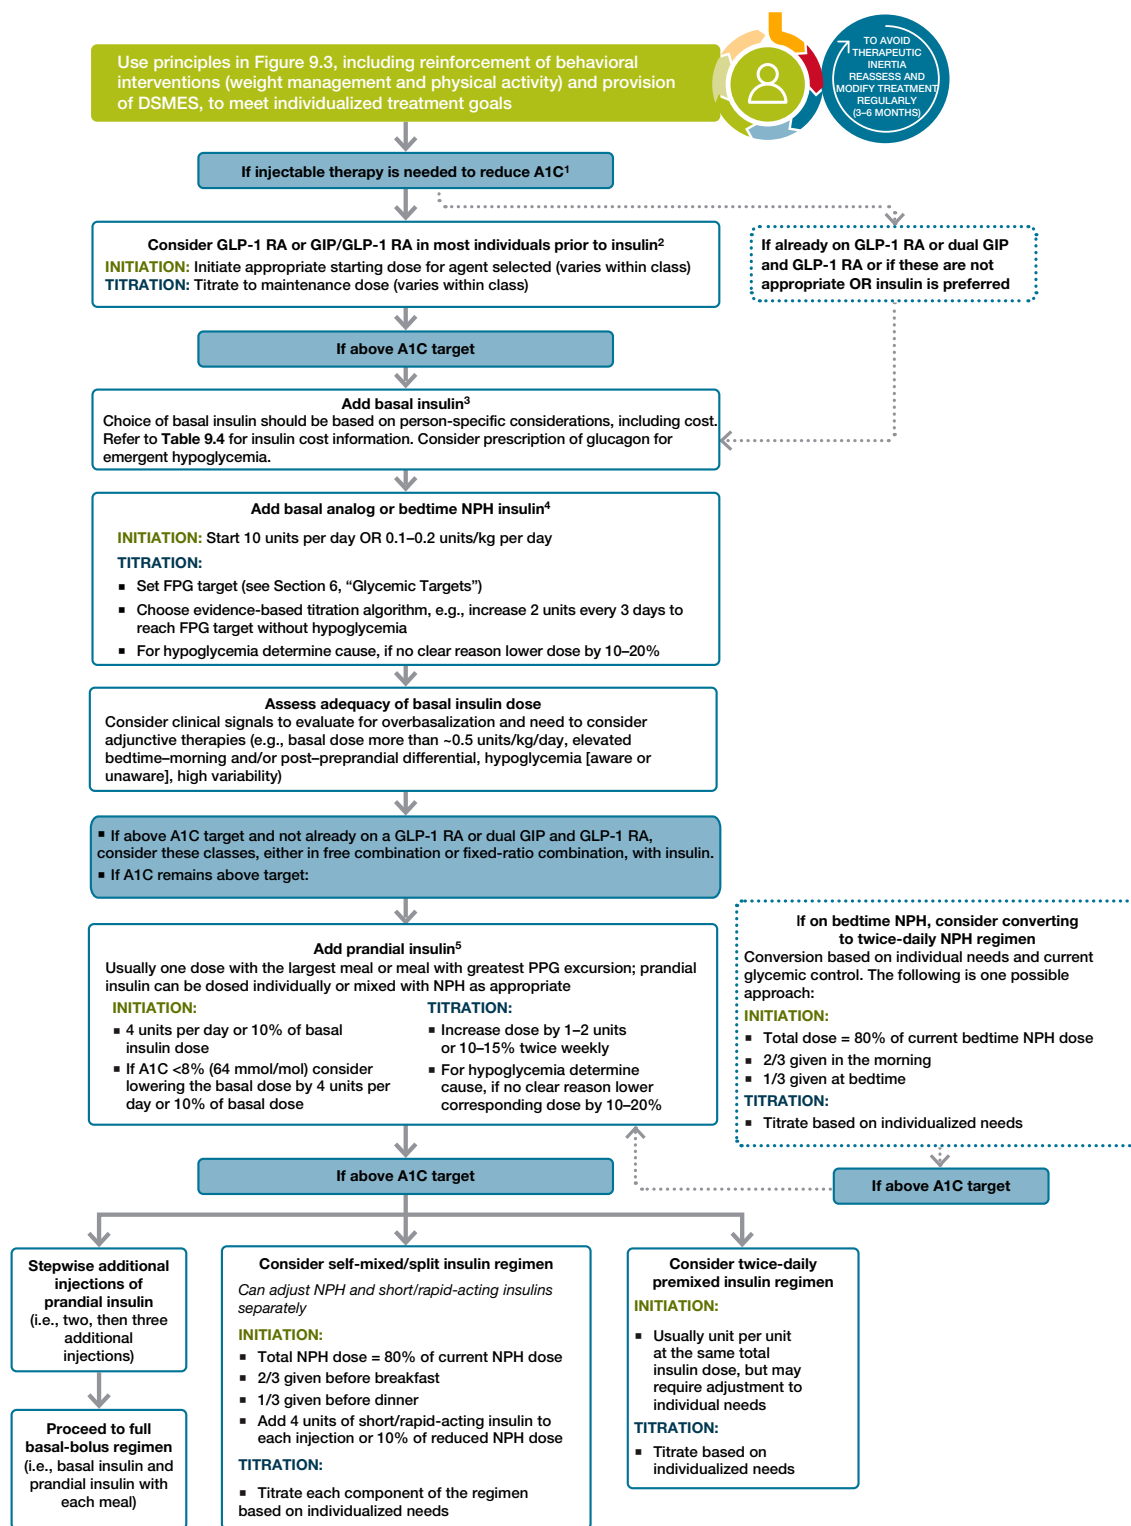 Use principles in Figure 9.3, including reinforcement of behavioral
interventions (weight management and physical activity) and provision
of DSMES, to meet individualized treatment goals
TO AVOID
THERAPEUTIC
INERTIA
REASSESS AND
MODIFY TREATMENT
REGULARLY
(3–6 MONTHS)
If injectable therapy is needed to reduce A1C¹
Consider GLP-1 RA or GIP/GLP-1 RA in most individuals prior to insulin²
INITIATION: Initiate appropriate starting dose for agent selected (varies within class)
TITRATION: Titrate to maintenance dose (varies within class)
If already on GLP-1 RA or dual GIP
and GLP-1 RA or if these are not
appropriate OR insulin is preferred
If above A1C target
Add basal insulin³
Choice of basal insulin should be based on person-specific considerations, including cost.
Refer to Table 9.4 for insulin cost information. Consider prescription of glucagon for
emergent hypoglycemia.
Add basal analog or bedtime NPH insulin⁴
INITIATION: Start 10 units per day OR 0.1–0.2 units/kg per day
TITRATION:
■ Set FPG target (see Section 6, “Glycemic Targets”)
■ Choose evidence-based titration algorithm, e.g., increase 2 units every 3 days to
reach FPG target without hypoglycemia
■ For hypoglycemia determine cause, if no clear reason lower dose by 10–20%
Assess adequacy of basal insulin dose
Consider clinical signals to evaluate for overbasalization and need to consider
adjunctive therapies (e.g., basal dose more than ~0.5 units/kg/day, elevated
bedtime–morning and/or post–preprandial differential, hypoglycemia [aware or
unaware], high variability)
■ If above A1C target and not already on a GLP-1 RA or dual GIP and GLP-1 RA,
consider these classes, either in free combination or fixed-ratio combination, with insulin.
■ If A1C remains above target:
Add prandial insulin⁵
Usually one dose with the largest meal or meal with greatest PPG excursion; prandial
insulin can be dosed individually or mixed with NPH as appropriate
INITIATION:
■ 4 units per day or 10% of basal
insulin dose
■ If A1C <8% (64 mmol/mol) consider
lowering the basal dose by 4 units per
day or 10% of basal dose
TITRATION:
■ Increase dose by 1–2 units
or 10–15% twice weekly
■ For hypoglycemia determine
cause, if no clear reason lower
corresponding dose by 10–20%
If on bedtime NPH, consider converting
to twice-daily NPH regimen
Conversion based on individual needs and current
glycemic control. The following is one possible
approach:
INITIATION:
■ Total dose = 80% of current bedtime NPH dose
■ 2/3 given in the morning
■ 1/3 given at bedtime
TITRATION:
■ Titrate based on individualized needs
If above A1C target
If above A1C target
Stepwise additional
injections of
prandial insulin
(i.e., two, then three
additional
injections)
Proceed to full
basal-bolus regimen
(i.e., basal insulin and
prandial insulin with
each meal)
Consider self-mixed/split insulin regimen
Can adjust NPH and short/rapid-acting insulins
separately
INITIATION:
■ Total NPH dose = 80% of current NPH dose
■ 2/3 given before breakfast
■ 1/3 given before dinner
■ Add 4 units of short/rapid-acting insulin to
each injection or 10% of reduced NPH dose
TITRATION:
■ Titrate each component of the regimen
based on individualized needs
Consider twice-daily
premixed insulin regimen
INITIATION:
■ Usually unit per unit
at the same total
insulin dose, but may
require adjustment to
individual needs
TITRATION:
■ Titrate based on
individualized needs